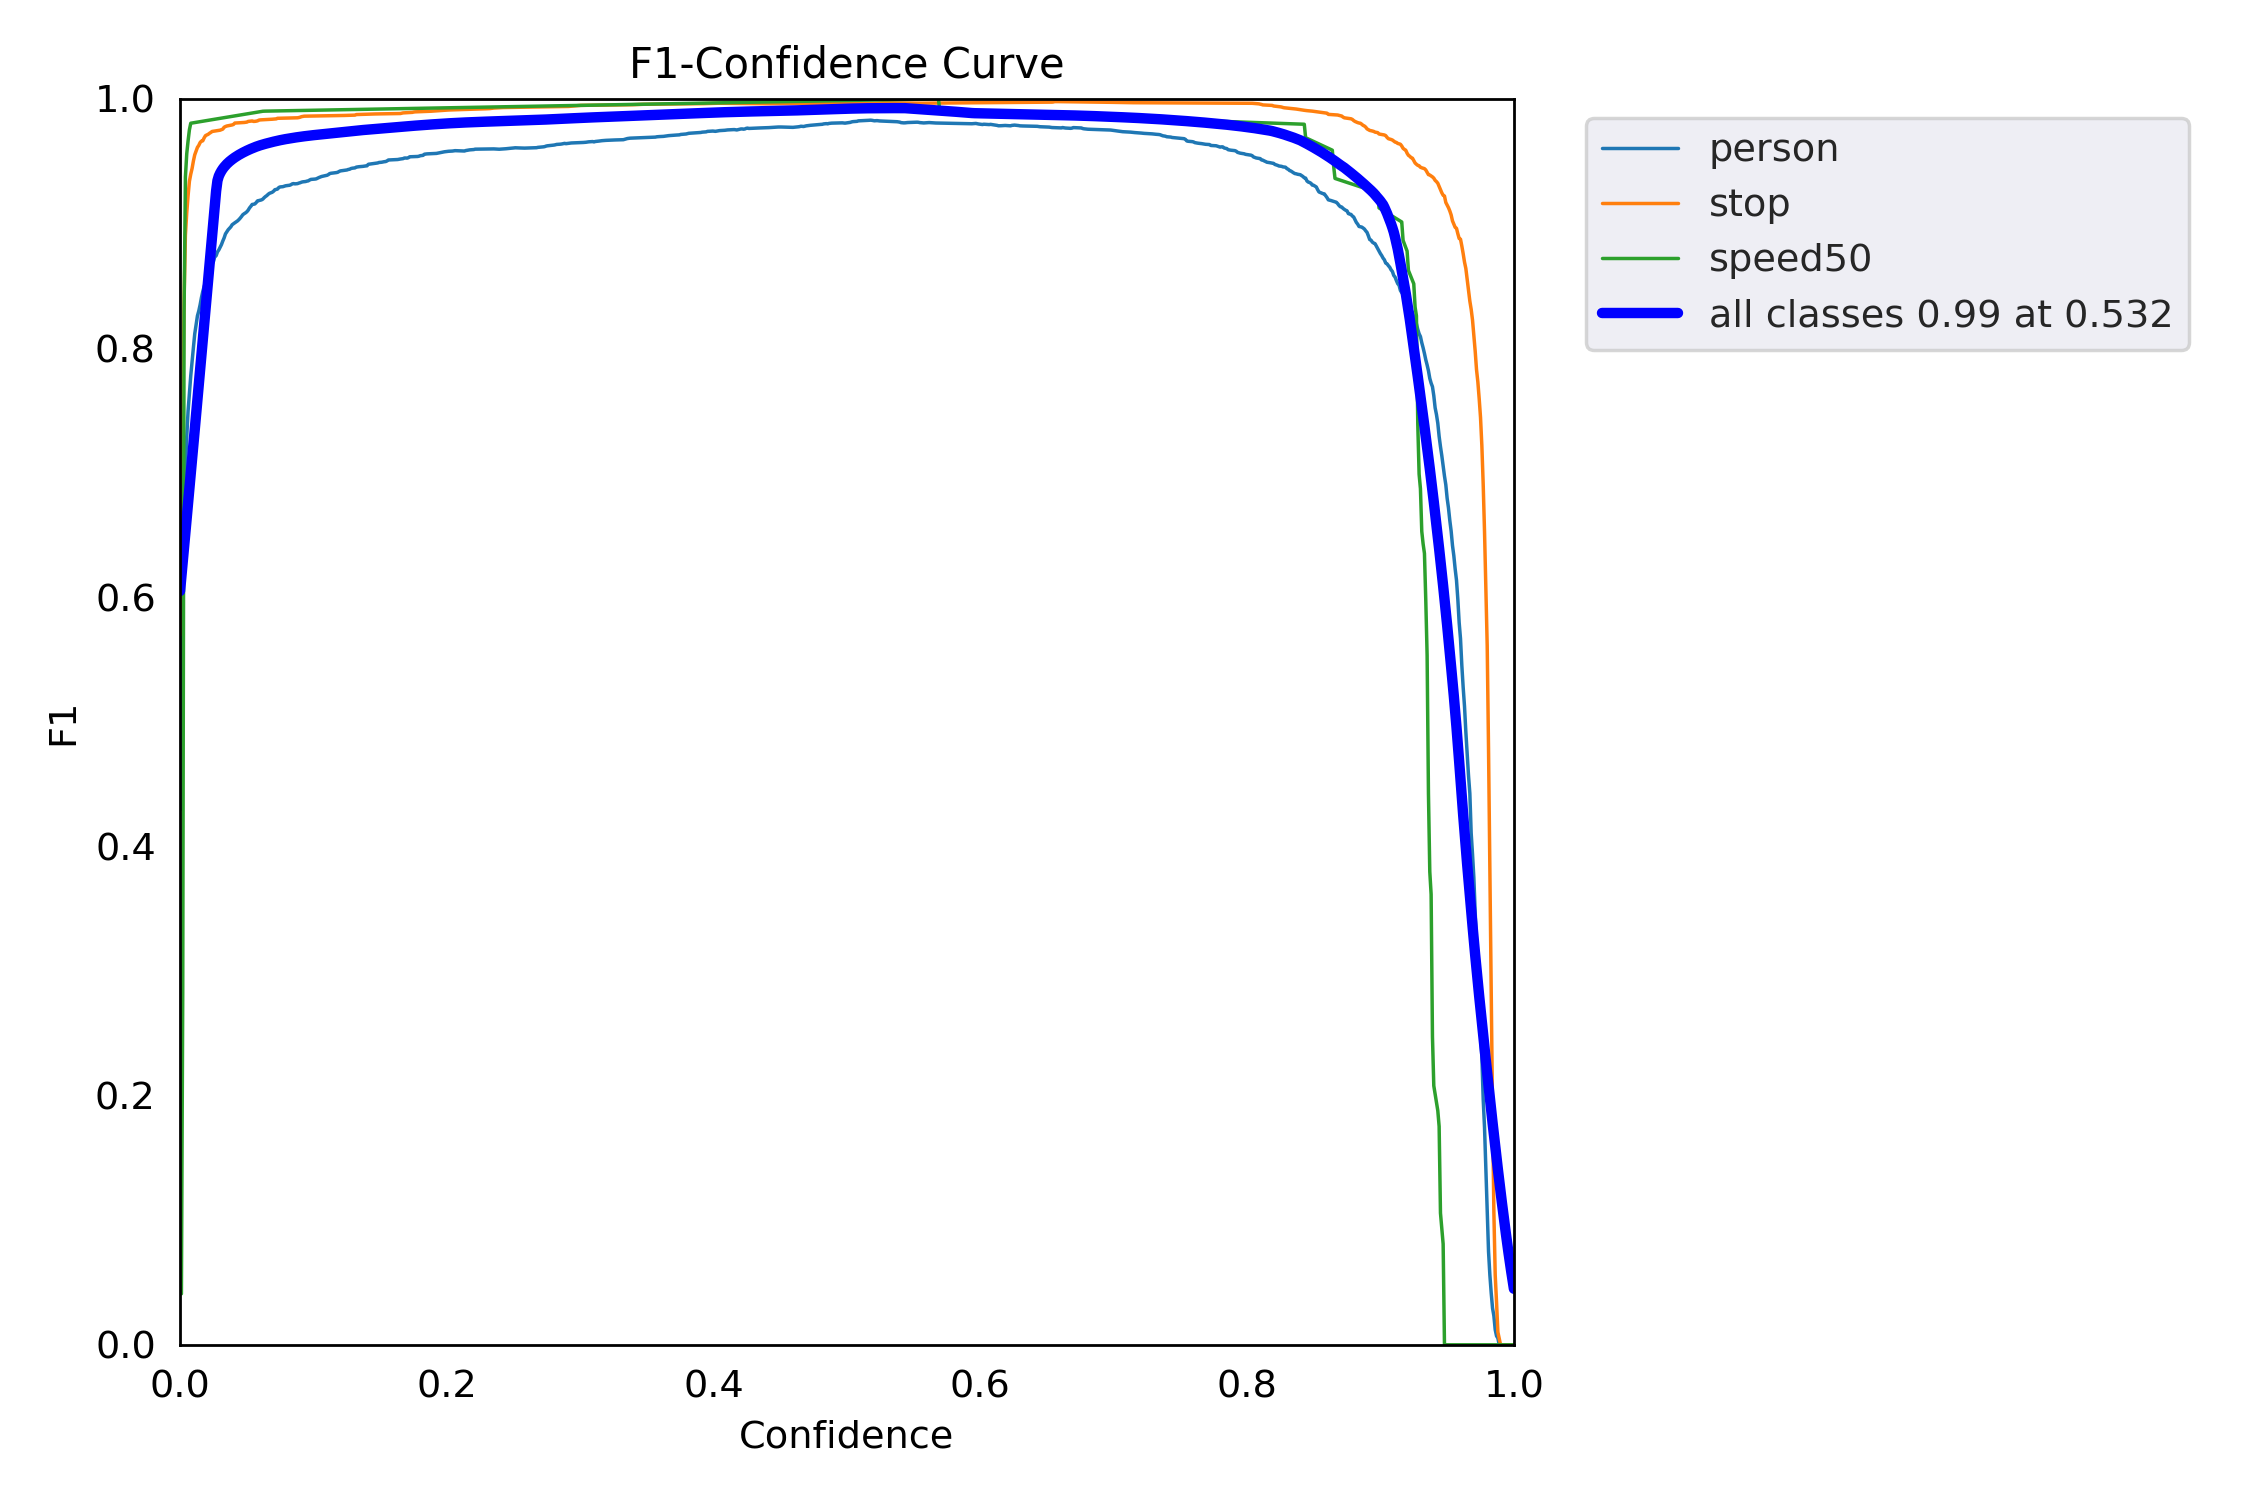 F1-Confidence Curve
1.0
0.8
0.6
0.4
0.2
0.0
F1
0.0 0.2 0.4 0.6 0.8 1.0
Confidence
person
stop
speed50
all classes 0.99 at 0.532